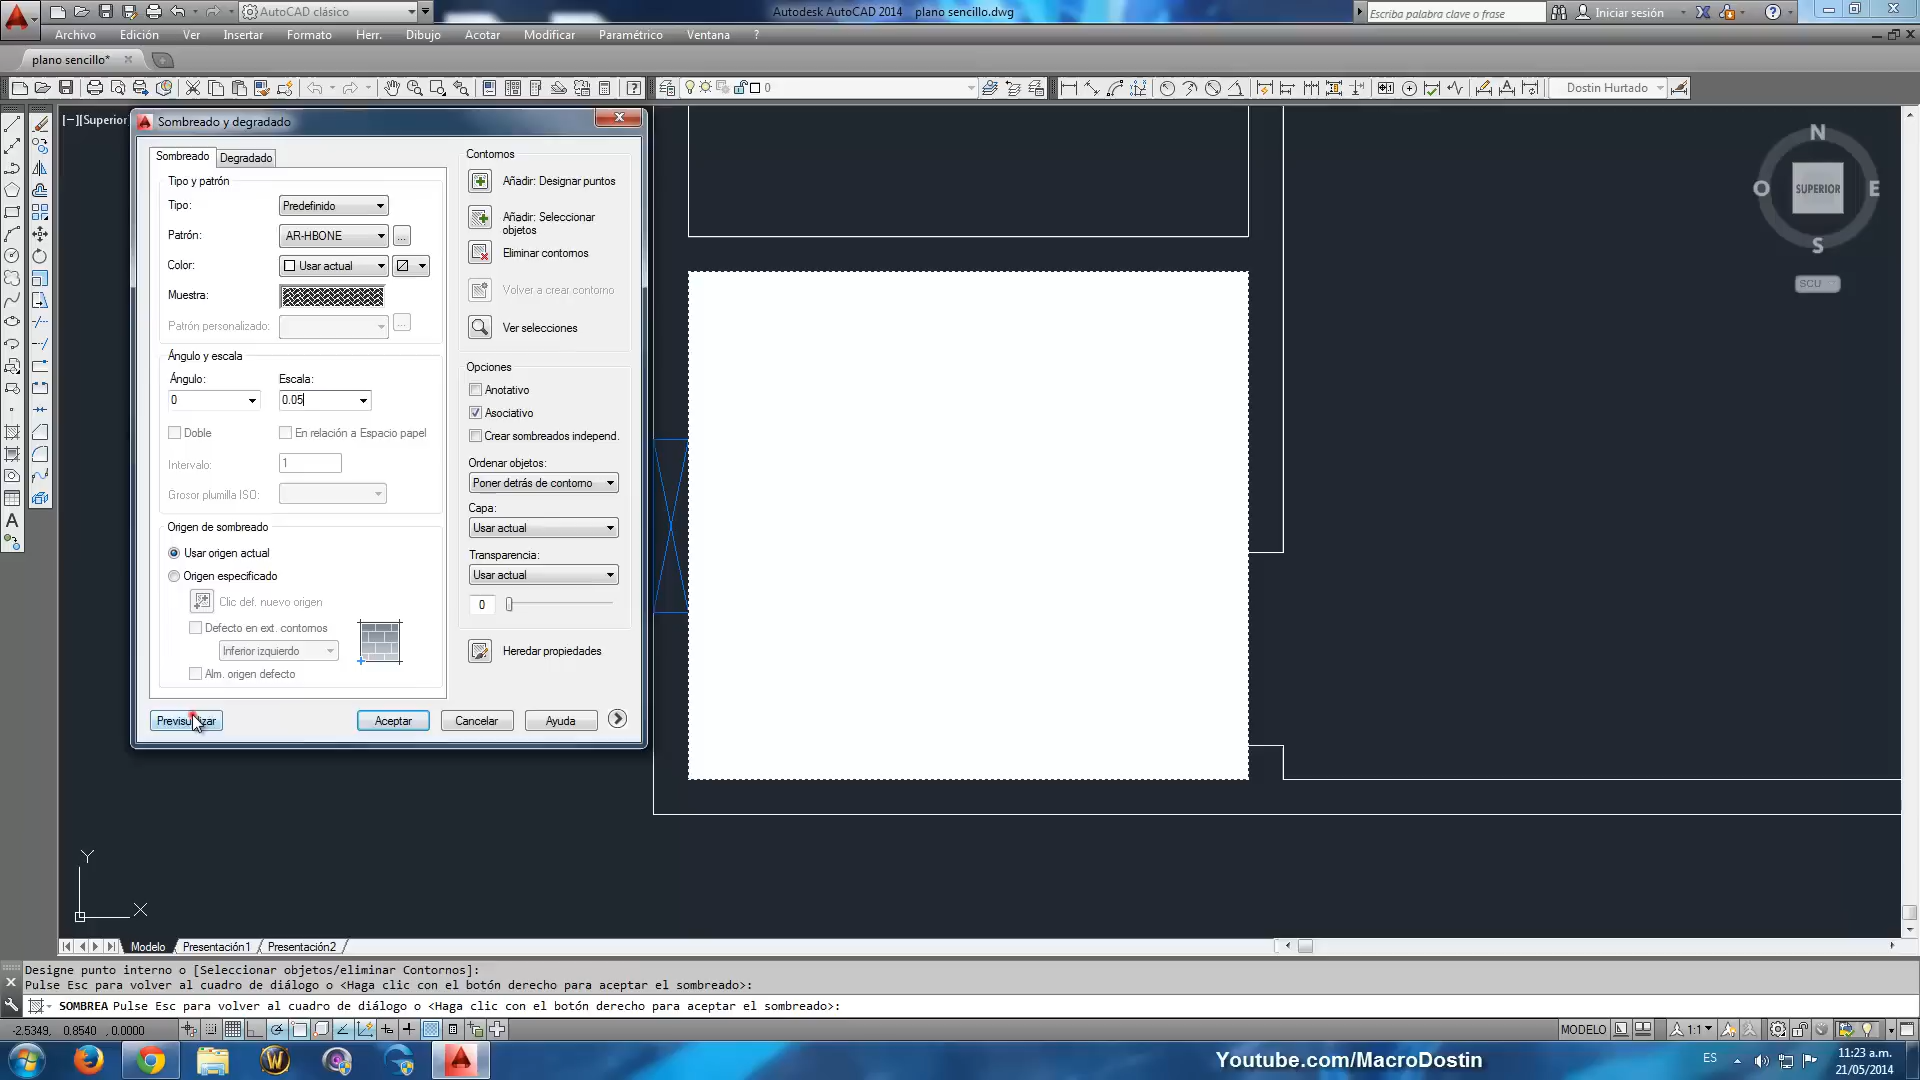 AutoCAD clásico
Autodesk AutoCAD 2014 plano sencillo.dwg
Escriba palabra clave o frase
Iniciar sesión
Archivo Edición Ver Insertar Formato Herr. Dibujo Acotar Modificar Paramétrico Ventana ?
plano sencillo*
0
Dostin Hurtado
[−][Superior
Sombreado y degradado
Sombreado Degradado
Tipo y patrón
Tipo: Predefinido
Patrón: AR-HBONE ...
Color: Usar actual
Muestra:
Patrón personalizado: ...
Ángulo y escala
Ángulo: Escala:
0 0.05
Doble En relación a Espacio papel
Intervalo: 1
Grosor plumilla ISO:
Origen de sombreado
Usar origen actual
Origen especificado
Clic def. nuevo origen
Defecto en ext. contornos
Inferior izquierdo
Alm. origen defecto
Contornos
Añadir: Designar puntos
Añadir: Seleccionar
objetos
Eliminar contornos
Volver a crear contorno
Ver selecciones
Opciones
Anotativo
Asociativo
Crear sombreados independ.
Ordenar objetos:
Poner detrás de contorno
Capa:
Usar actual
Transparencia:
Usar actual
0
Heredar propiedades
Previsualizar Aceptar Cancelar Ayuda
N
O SUPERIOR E
S
SCU
Y
X
Modelo Presentación1 Presentación2
Designe punto interno o [Seleccionar objetos/eliminar Contornos]:
Pulse Esc para volver al cuadro de diálogo o <Haga clic con el botón derecho para aceptar el sombreado>:
SOMBREA Pulse Esc para volver al cuadro de diálogo o <Haga clic con el botón derecho para aceptar el sombreado>:
-2.5349, 0.8540 , 0.0000
MODELO
1:1
Youtube.com/MacroDostin
ES
11:23 a.m.
21/05/2014